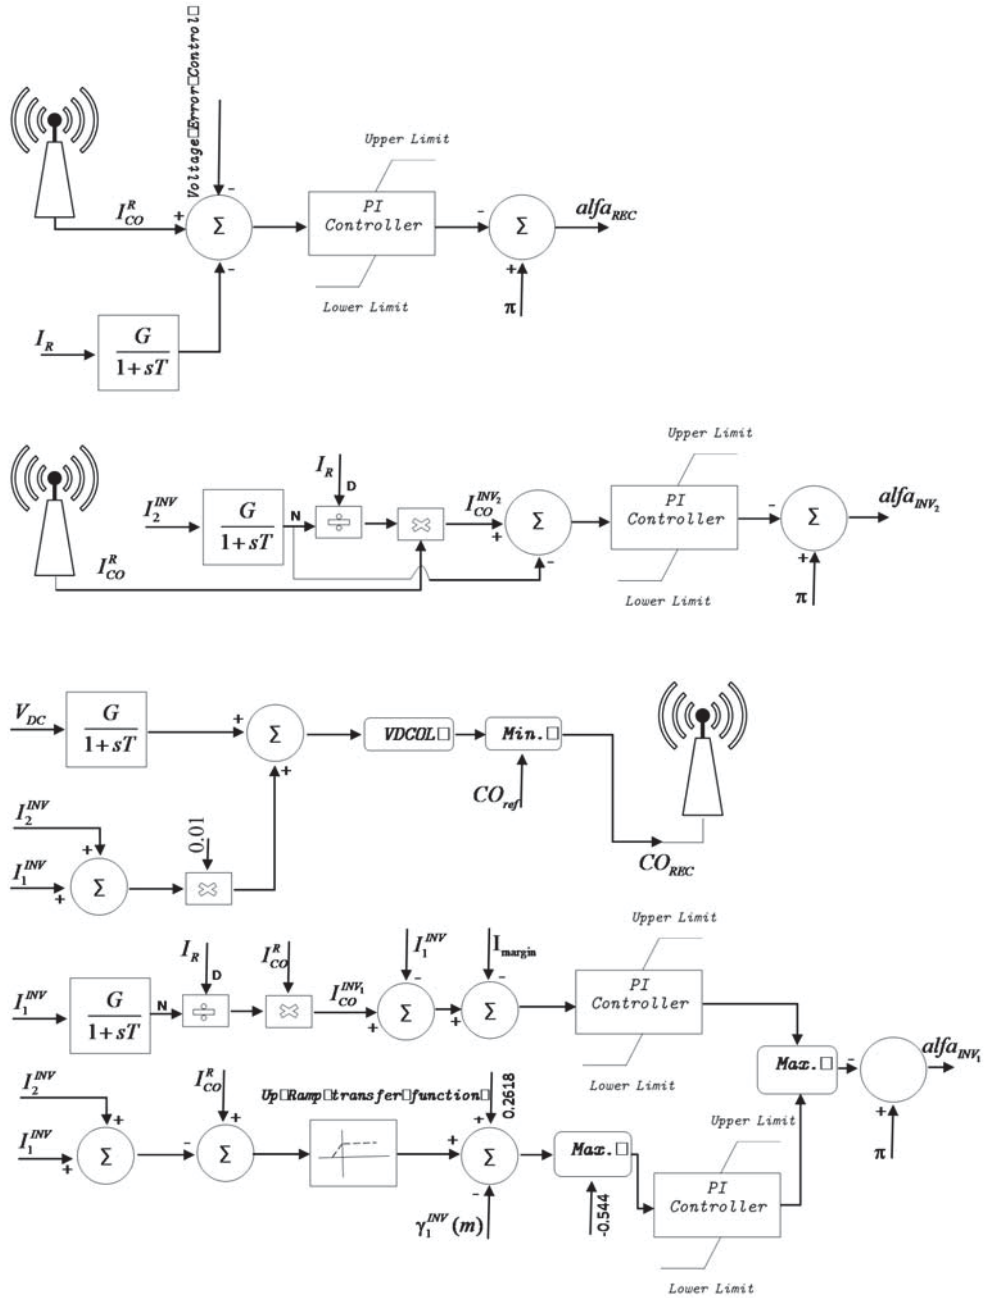 Voltage□Error□Control□
Upper Limit
I_CO^R
+
-
Σ
PI
Controller
-
Σ
alfa_REC
-
Lower Limit
+
π
I_R
G
1+sT
Upper Limit
I_R
D
I_2^INV
G
1+sT
N
÷
×
I_CO^INV_2
+
Σ
-
PI
Controller
-
Σ
alfa_INV_2
I_CO^R
Lower Limit
+
π
V_DC
G
1+sT
+
Σ
+
VDCOL□
Min.□
CO_ref
CO_REC
I_2^INV
+
I_1^INV
+
Σ
0.01
×
Upper Limit
I_R
D
I_CO^R
I_1^INV
-
I_margin
-
I_1^INV
G
1+sT
N
÷
×
I_CO^INV_1
+
Σ
+
Σ
PI
Controller
Lower Limit
Max.□
-
alfa_INV_1
+
π
I_2^INV
+
I_1^INV
+
Σ
-
I_CO^R
+
Σ
Up□Ramp□transfer□function□
+
0.2618
+
Σ
-
γ_1^INV (m)
Max.□
-0.544
Upper Limit
PI
Controller
Lower Limit